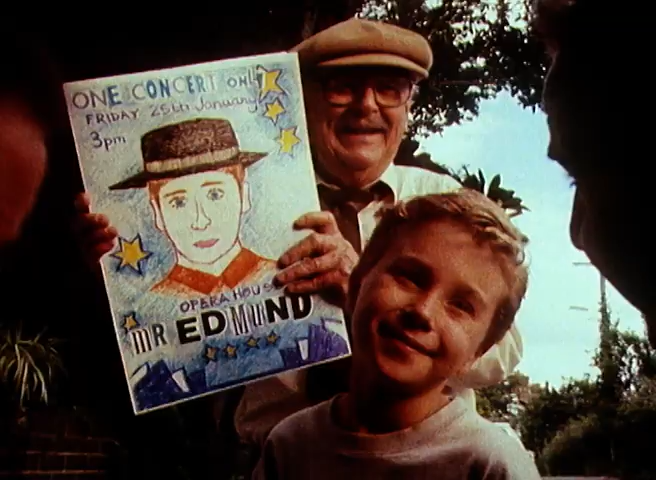 ONE CONCERT ONLY
FRIDAY 25th January
3pm
OPERA HOUSE
MR EDMUND